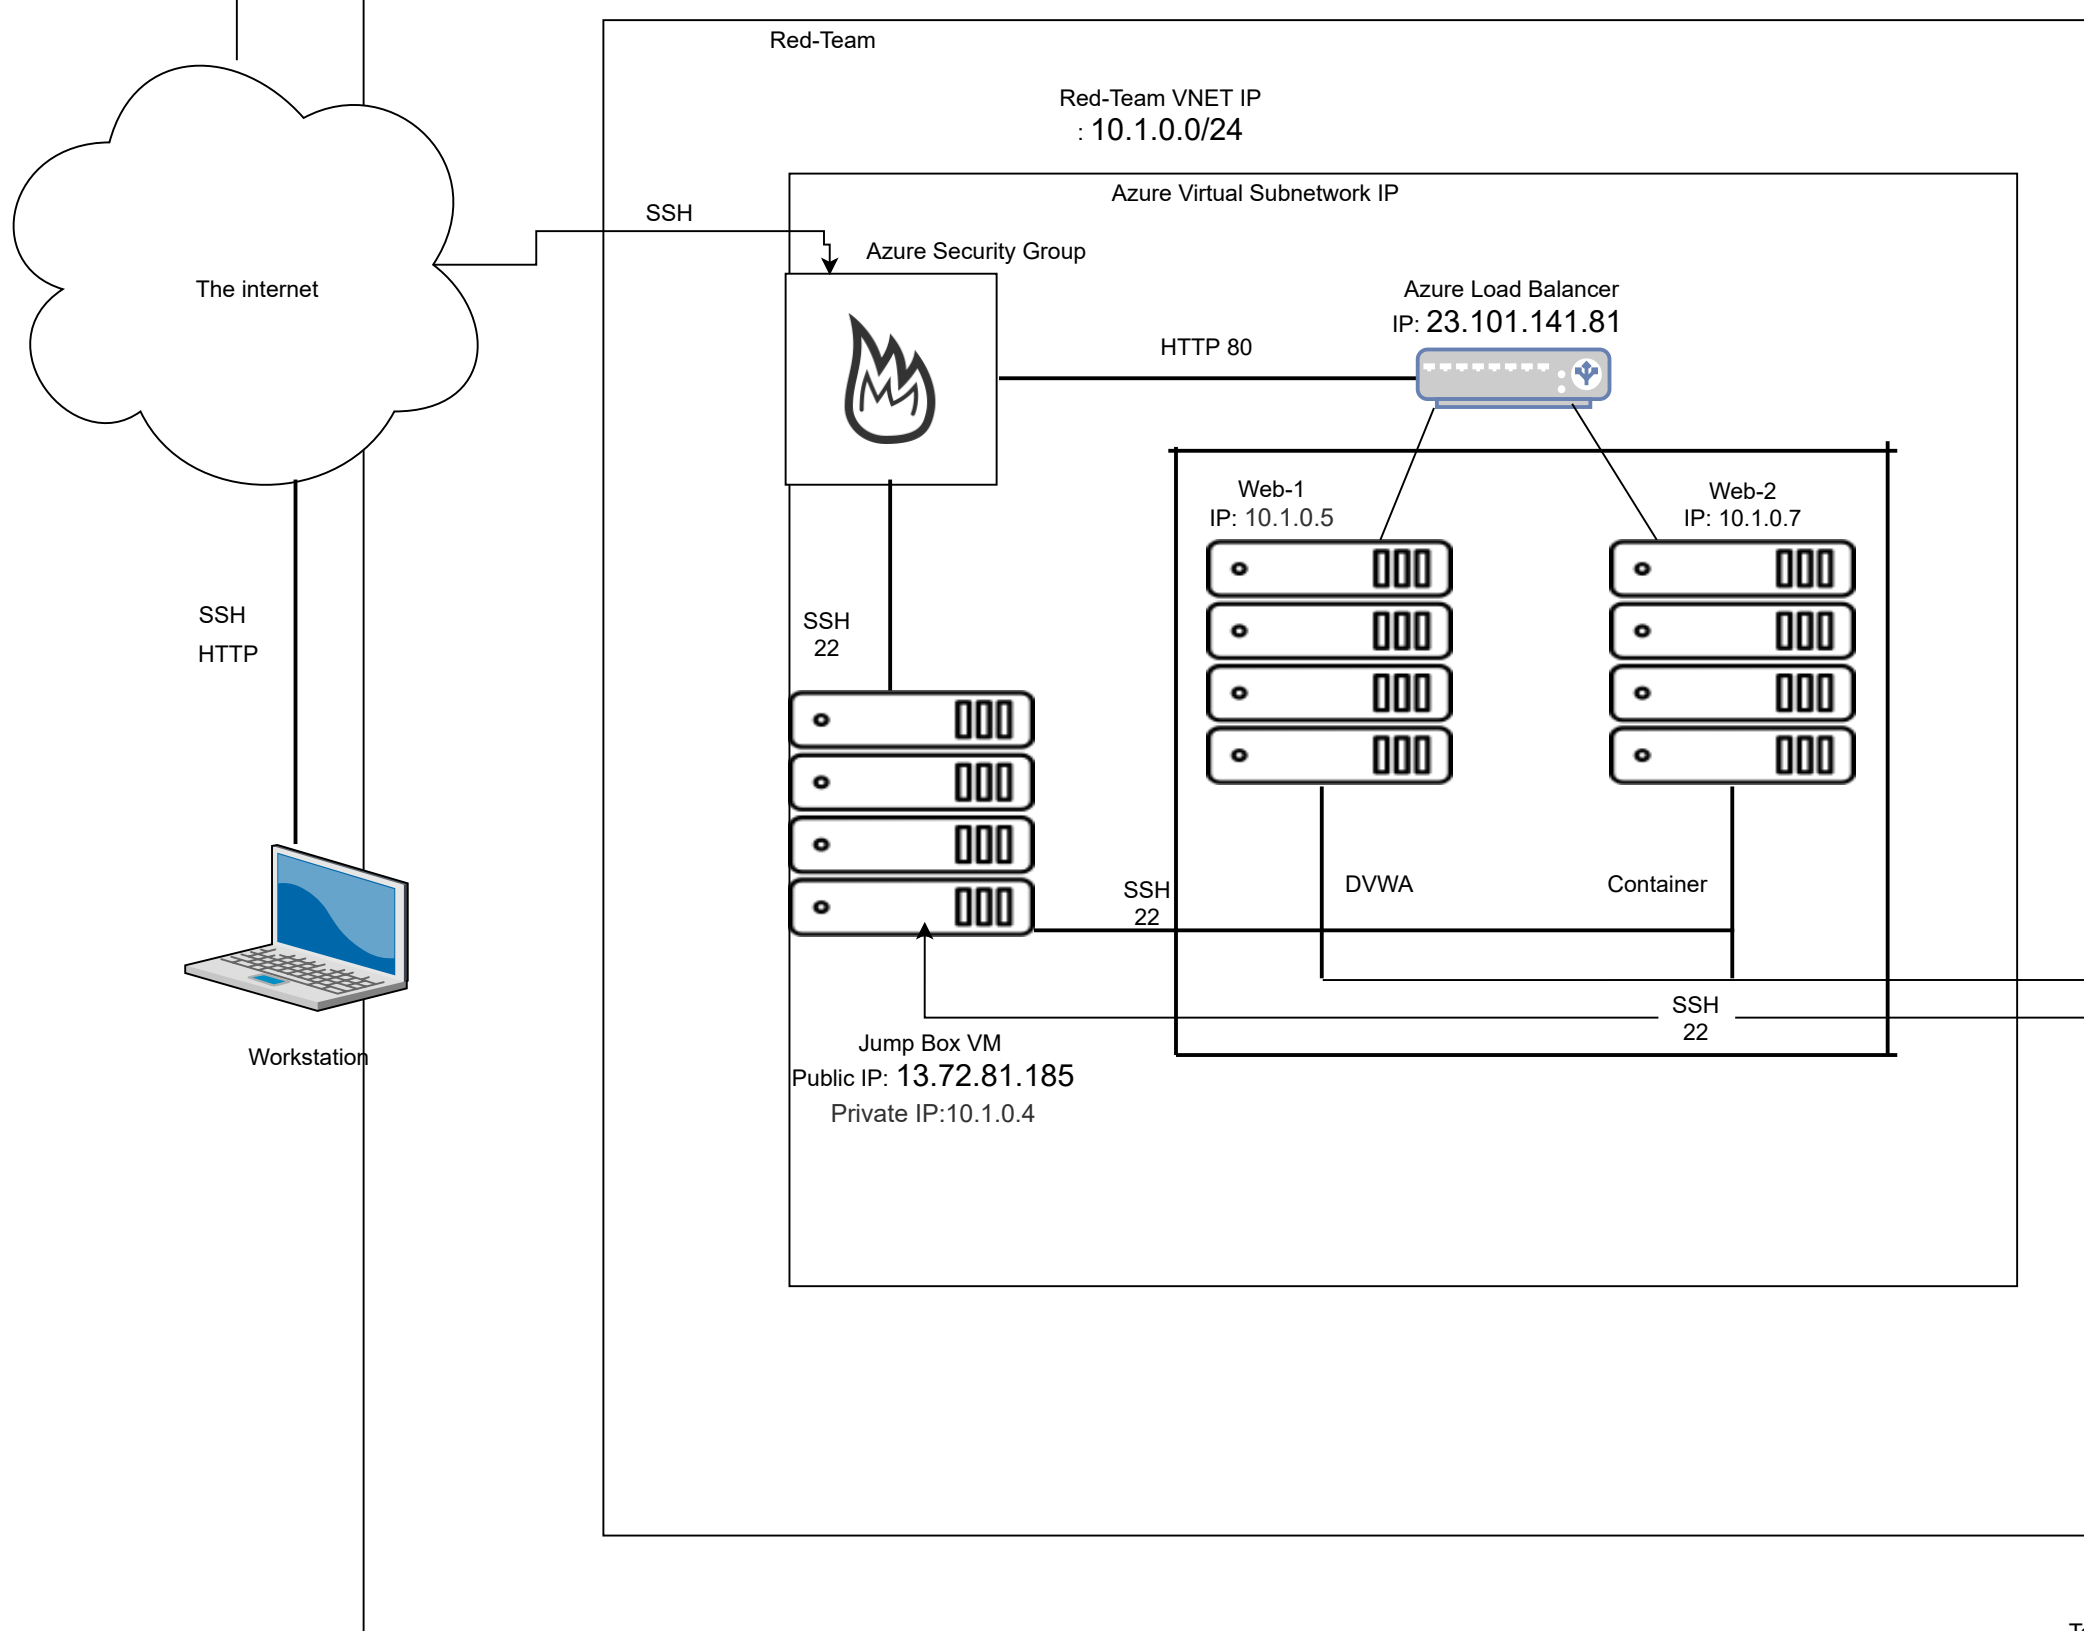 Red-Team
Red-Team VNET IP
: 10.1.0.0/24
Azure Virtual Subnetwork IP
SSH
Azure Security Group
The internet
Azure Load Balancer
IP: 23.101.141.81
HTTP 80
Web-1
IP: 10.1.0.5
Web-2
IP: 10.1.0.7
SSH
HTTP
SSH
22
SSH
22
DVWA
Container
SSH
22
Workstation
Jump Box VM
Public IP: 13.72.81.185
Private IP:10.1.0.4